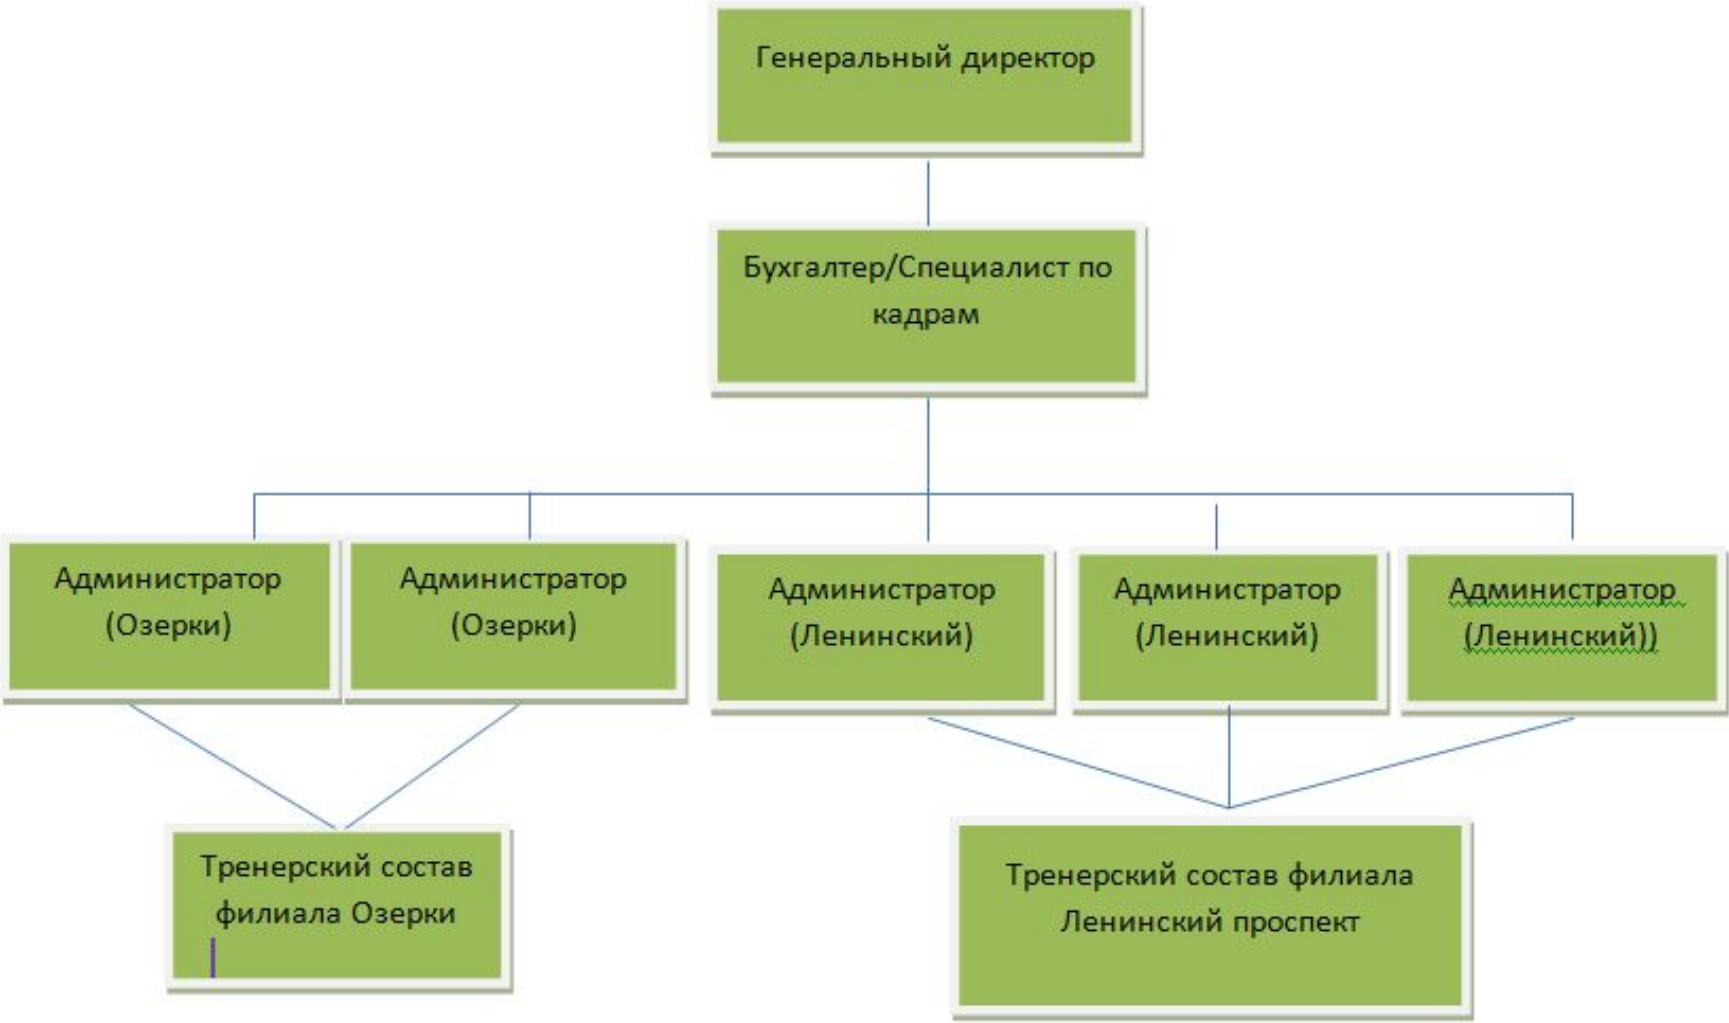 Генеральный директор
Бухгалтер/Специалист по
кадрам
Администратор
(Озерки)
Администратор
(Озерки)
Администратор
(Ленинский)
Администратор
(Ленинский)
Администратор
(Ленинский))
Тренерский состав
филиала Озерки
Тренерский состав филиала
Ленинский проспект